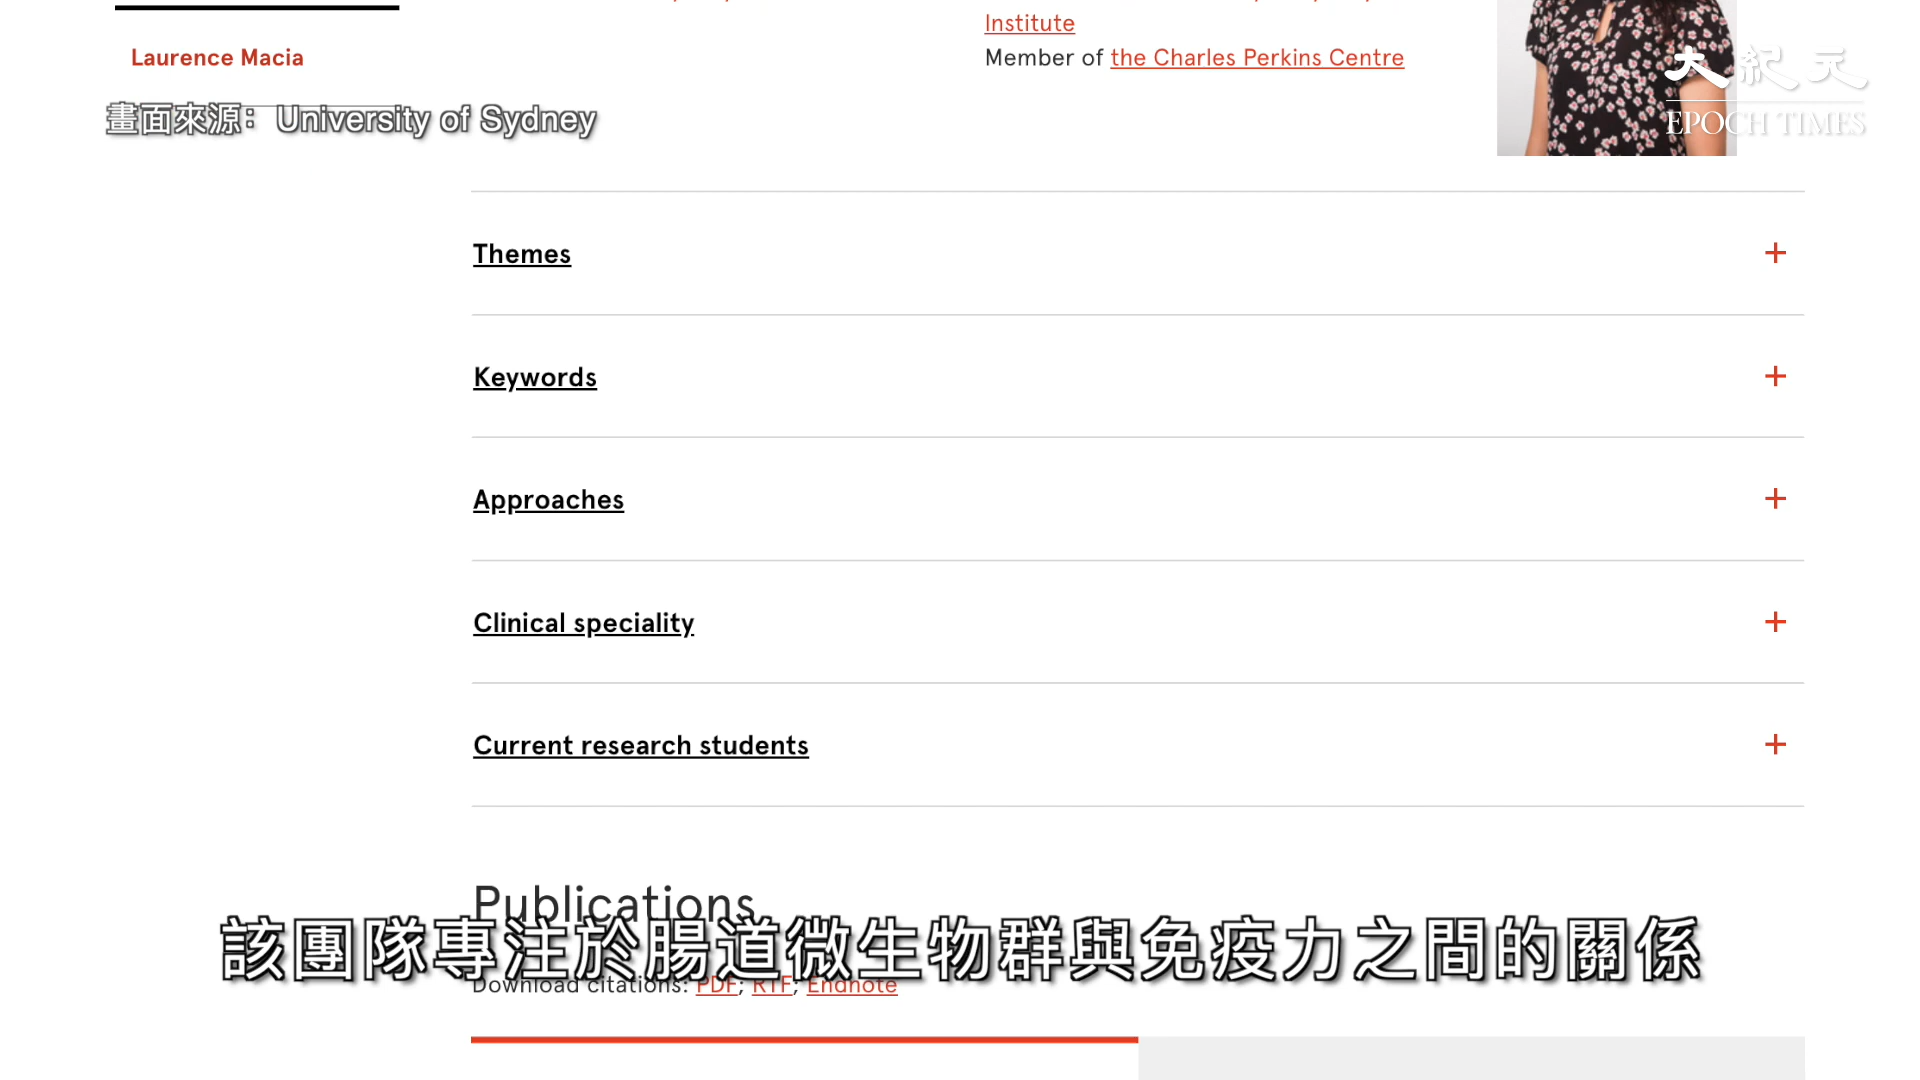 Institute
Laurence Macia
Member of the Charles Perkins Centre
大紀元
EPOCH TIMES
畫面來源：University of Sydney
Themes
Keywords
Approaches
Clinical speciality
Current research students
Publications
該團隊專注於腸道微生物群與免疫力之間的關係
Download citations: PDF; RTF; Endnote